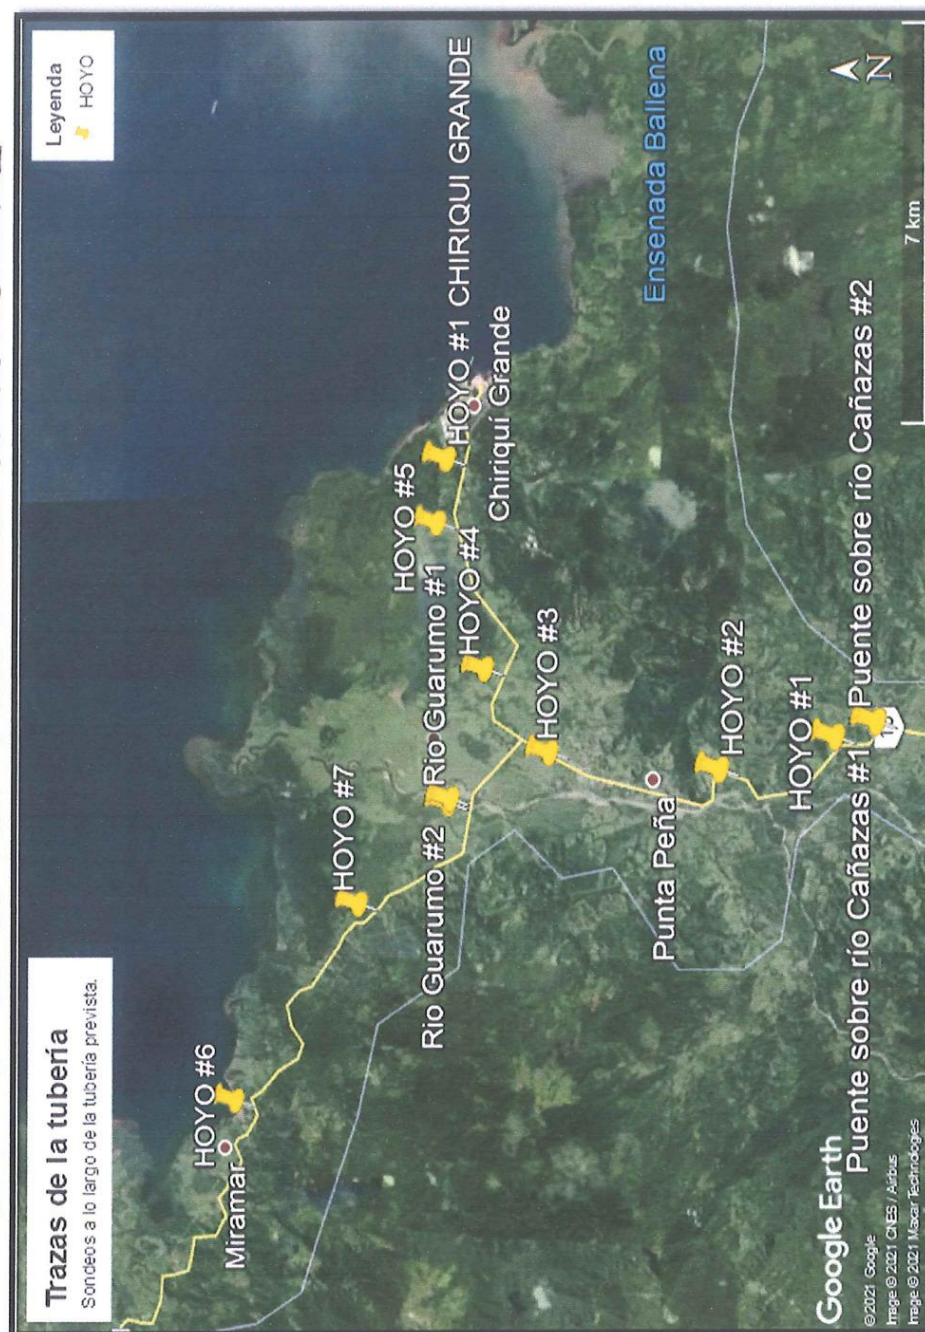 Trazas de la tubería
Sondeos a lo largo de la tubería prevista.
Leyenda
HOYO
HOYO #6
Miramar
HOYO #7
HOYO #5
HOYO #1 CHIRIQUI GRANDE
Chiriquí Grande
Rio Guarumo #1
HOYO #4
Rio Guarumo #2
HOYO #3
Ensenada Ballena
Punta Peña
HOYO #2
HOYO #1
Puente sobre río Cañazas #2
Puente sobre río Cañazas #1
N
7 km
Google Earth
©2021 Google
Image © 2021 CNES / Airbus
Image © 2021 Maxar Technologies